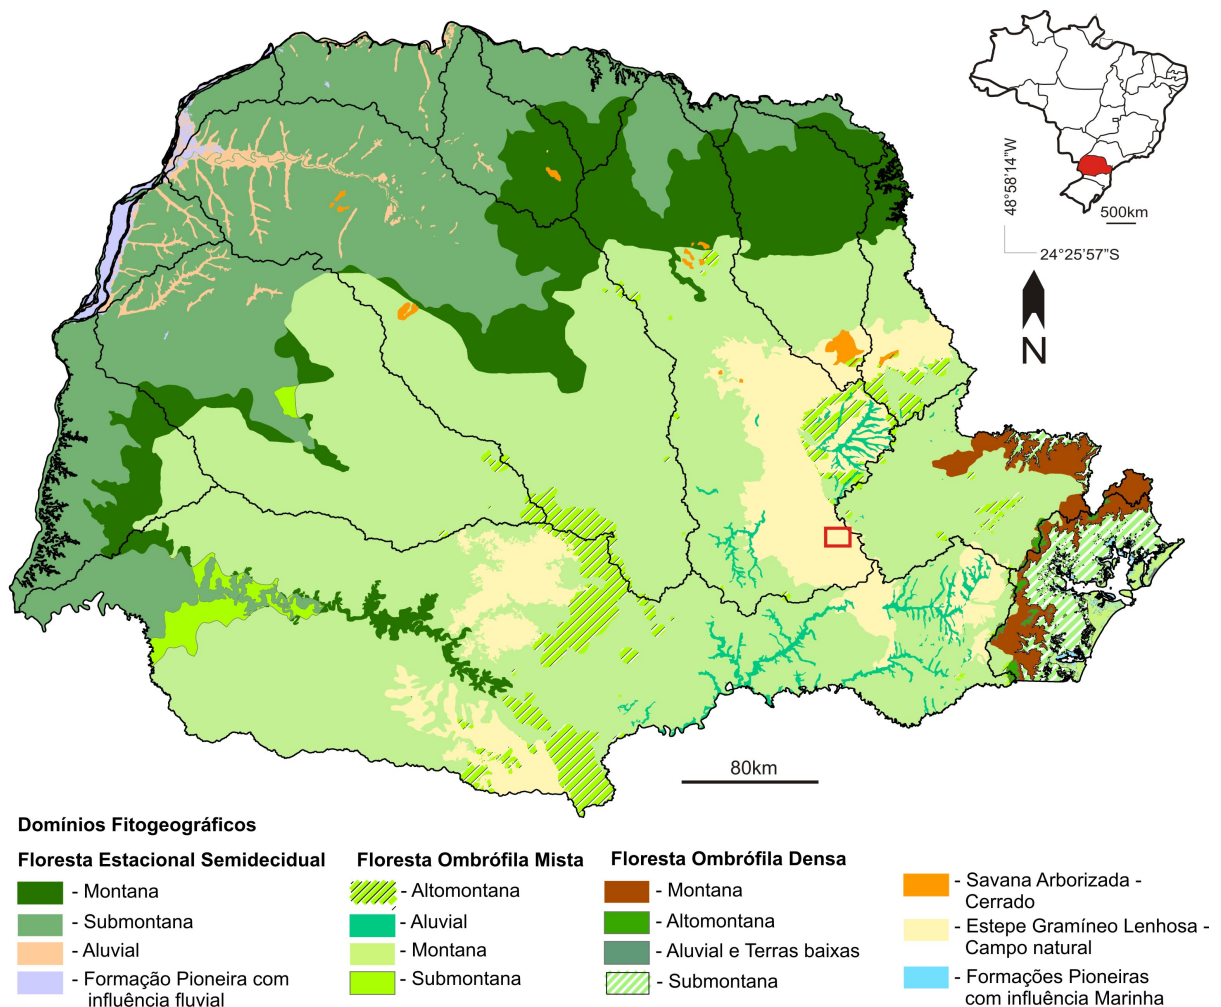 500km
48°58'14"W
24°25'57"S
N
80km
Domínios Fitogeográficos
Floresta Estacional Semidecidual
- Montana
- Submontana
- Aluvial
- Formação Pioneira com
influência fluvial
Floresta Ombrófila Mista
- Altomontana
- Aluvial
- Montana
- Submontana
Floresta Ombrófila Densa
- Montana
- Altomontana
- Aluvial e Terras baixas
- Submontana
- Savana Arborizada -
Cerrado
- Estepe Gramíneo Lenhosa -
Campo natural
- Formações Pioneiras
com influência Marinha